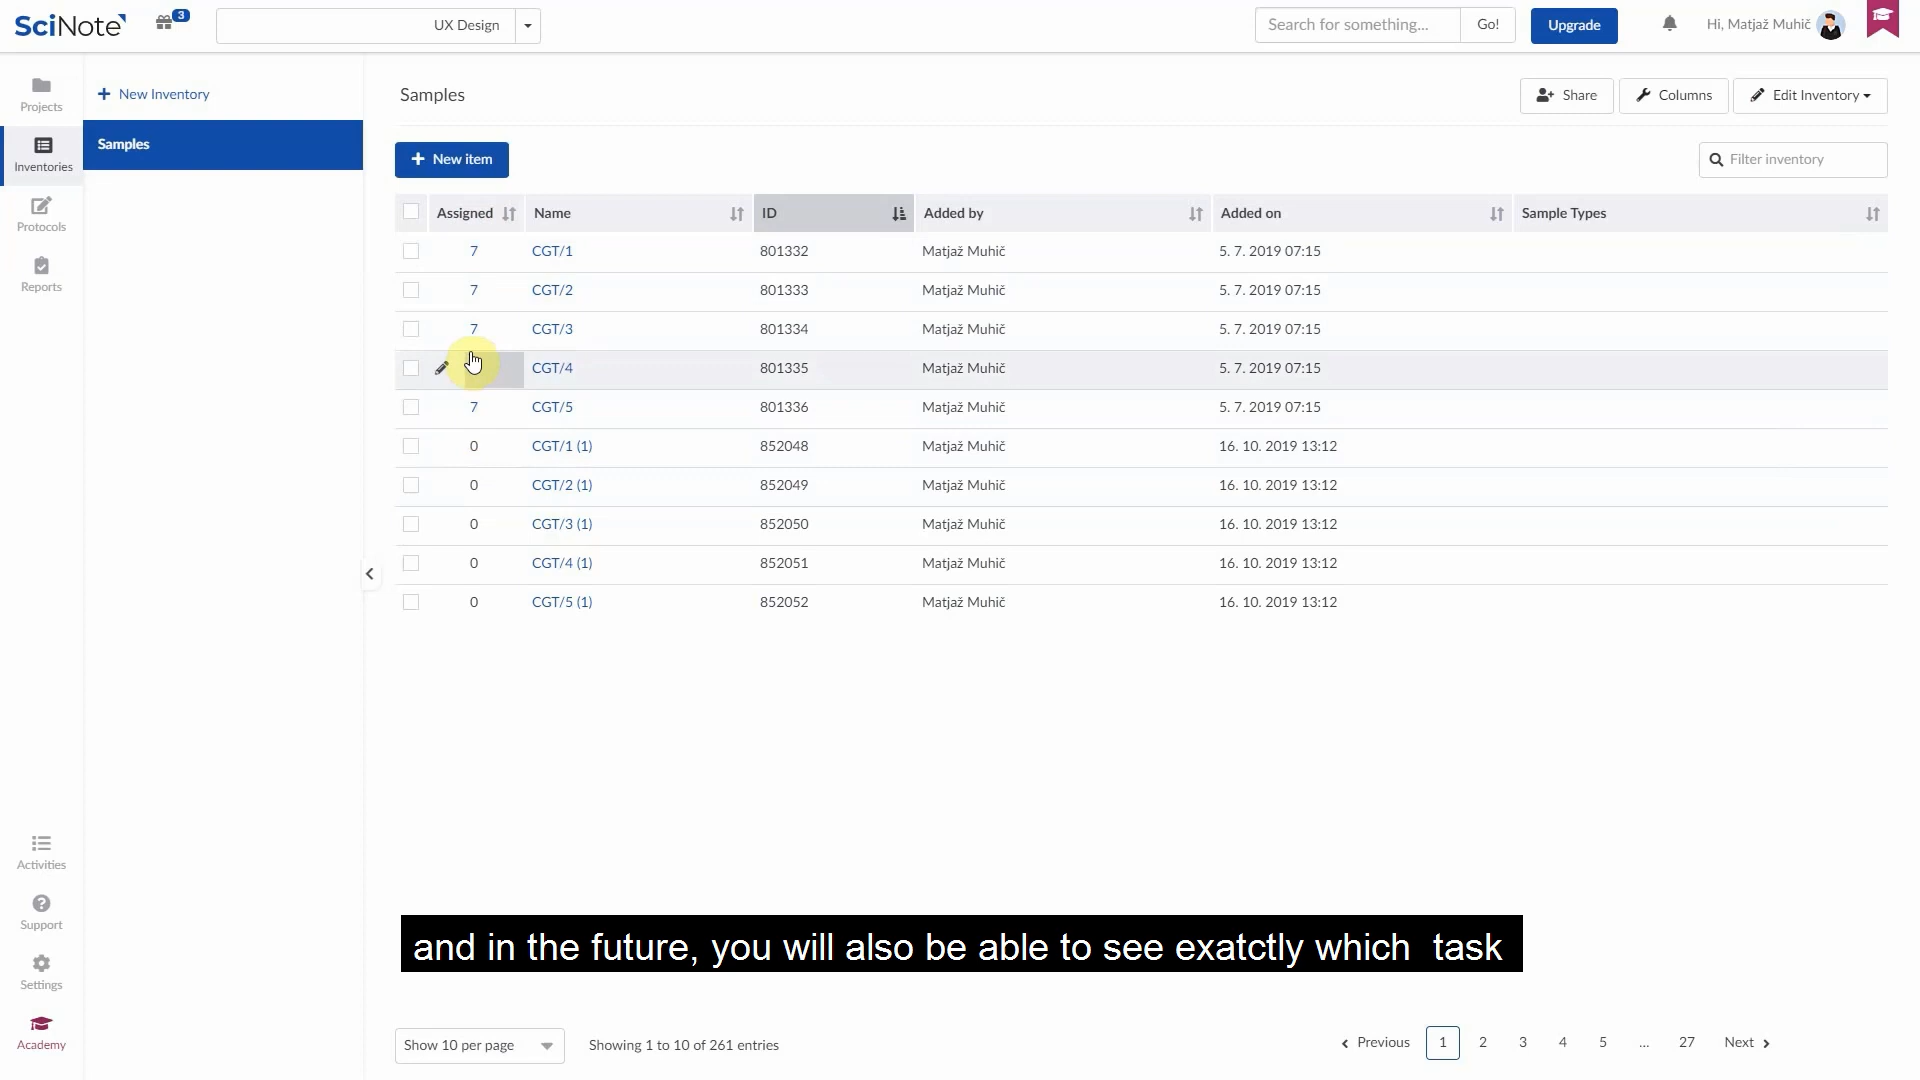 SciNote
3
UX Design
Search for something...
Go!
Upgrade
Hi, Matjaž Muhič
Projects
Inventories
Protocols
Reports
Activities
Support
Settings
Academy
New Inventory
Samples
Samples
Share
Columns
Edit Inventory
New item
Filter inventory
Assigned Name ID Added by Added on Sample Types
7 CGT/1 801332 Matjaž Muhič 5. 7. 2019 07:15
7 CGT/2 801333 Matjaž Muhič 5. 7. 2019 07:15
7 CGT/3 801334 Matjaž Muhič 5. 7. 2019 07:15
CGT/4 801335 Matjaž Muhič 5. 7. 2019 07:15
7 CGT/5 801336 Matjaž Muhič 5. 7. 2019 07:15
0 CGT/1 (1) 852048 Matjaž Muhič 16. 10. 2019 13:12
0 CGT/2 (1) 852049 Matjaž Muhič 16. 10. 2019 13:12
0 CGT/3 (1) 852050 Matjaž Muhič 16. 10. 2019 13:12
0 CGT/4 (1) 852051 Matjaž Muhič 16. 10. 2019 13:12
0 CGT/5 (1) 852052 Matjaž Muhič 16. 10. 2019 13:12
and in the future, you will also be able to see exatctly which task
Show 10 per page
Showing 1 to 10 of 261 entries
Previous 1 2 3 4 5 ... 27 Next